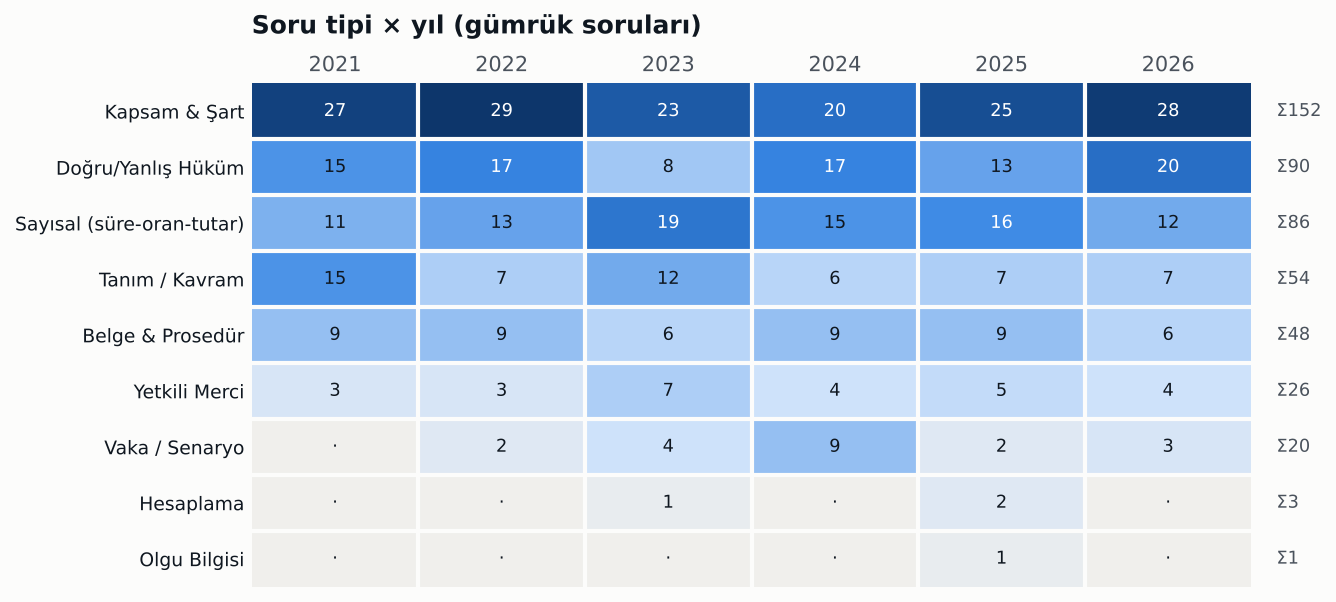 Soru tipi × yıl (gümrük soruları)
2021 2022 2023 2024 2025 2026
Kapsam & Şart 27 29 23 20 25 28 Σ152
Doğru/Yanlış Hüküm 15 17 8 17 13 20 Σ90
Sayısal (süre-oran-tutar) 11 13 19 15 16 12 Σ86
Tanım / Kavram 15 7 12 6 7 7 Σ54
Belge & Prosedür 9 9 6 9 9 6 Σ48
Yetkili Merci 3 3 7 4 5 4 Σ26
Vaka / Senaryo · 2 4 9 2 3 Σ20
Hesaplama · · 1 · 2 · Σ3
Olgu Bilgisi · · · · 1 · Σ1